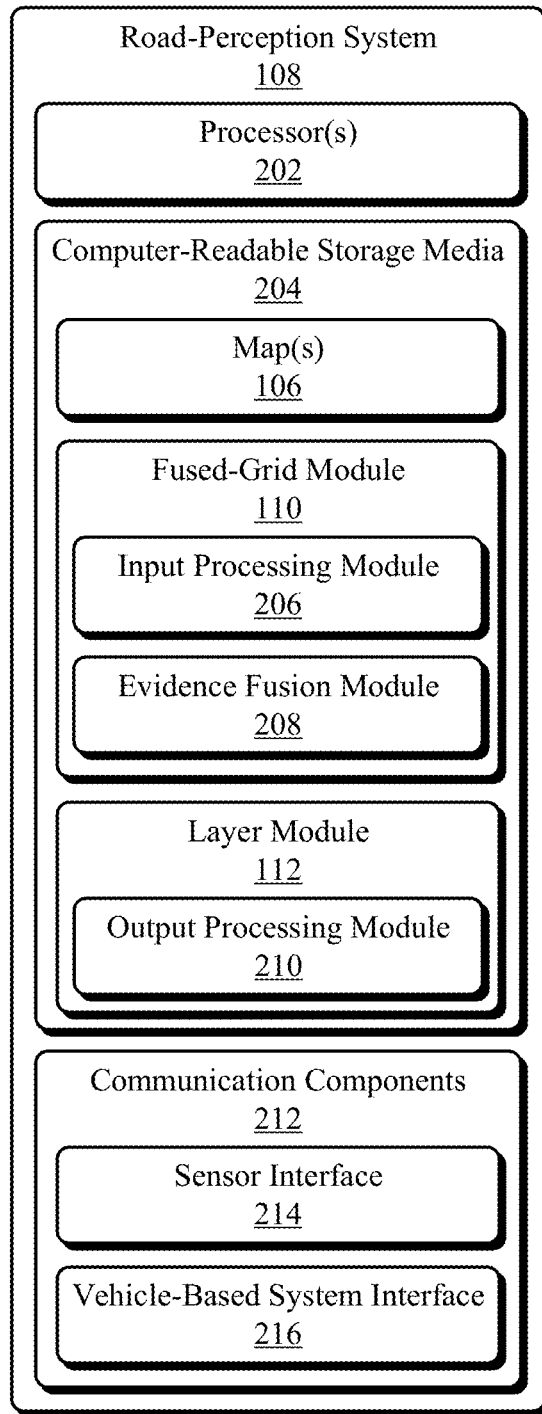 Road-Perception System
108
Processor(s)
202
Computer-Readable Storage Media
204
Map(s)
106
Fused-Grid Module
110
Input Processing Module
206
Evidence Fusion Module
208
Layer Module
112
Output Processing Module
210
Communication Components
212
Sensor Interface
214
Vehicle-Based System Interface
216